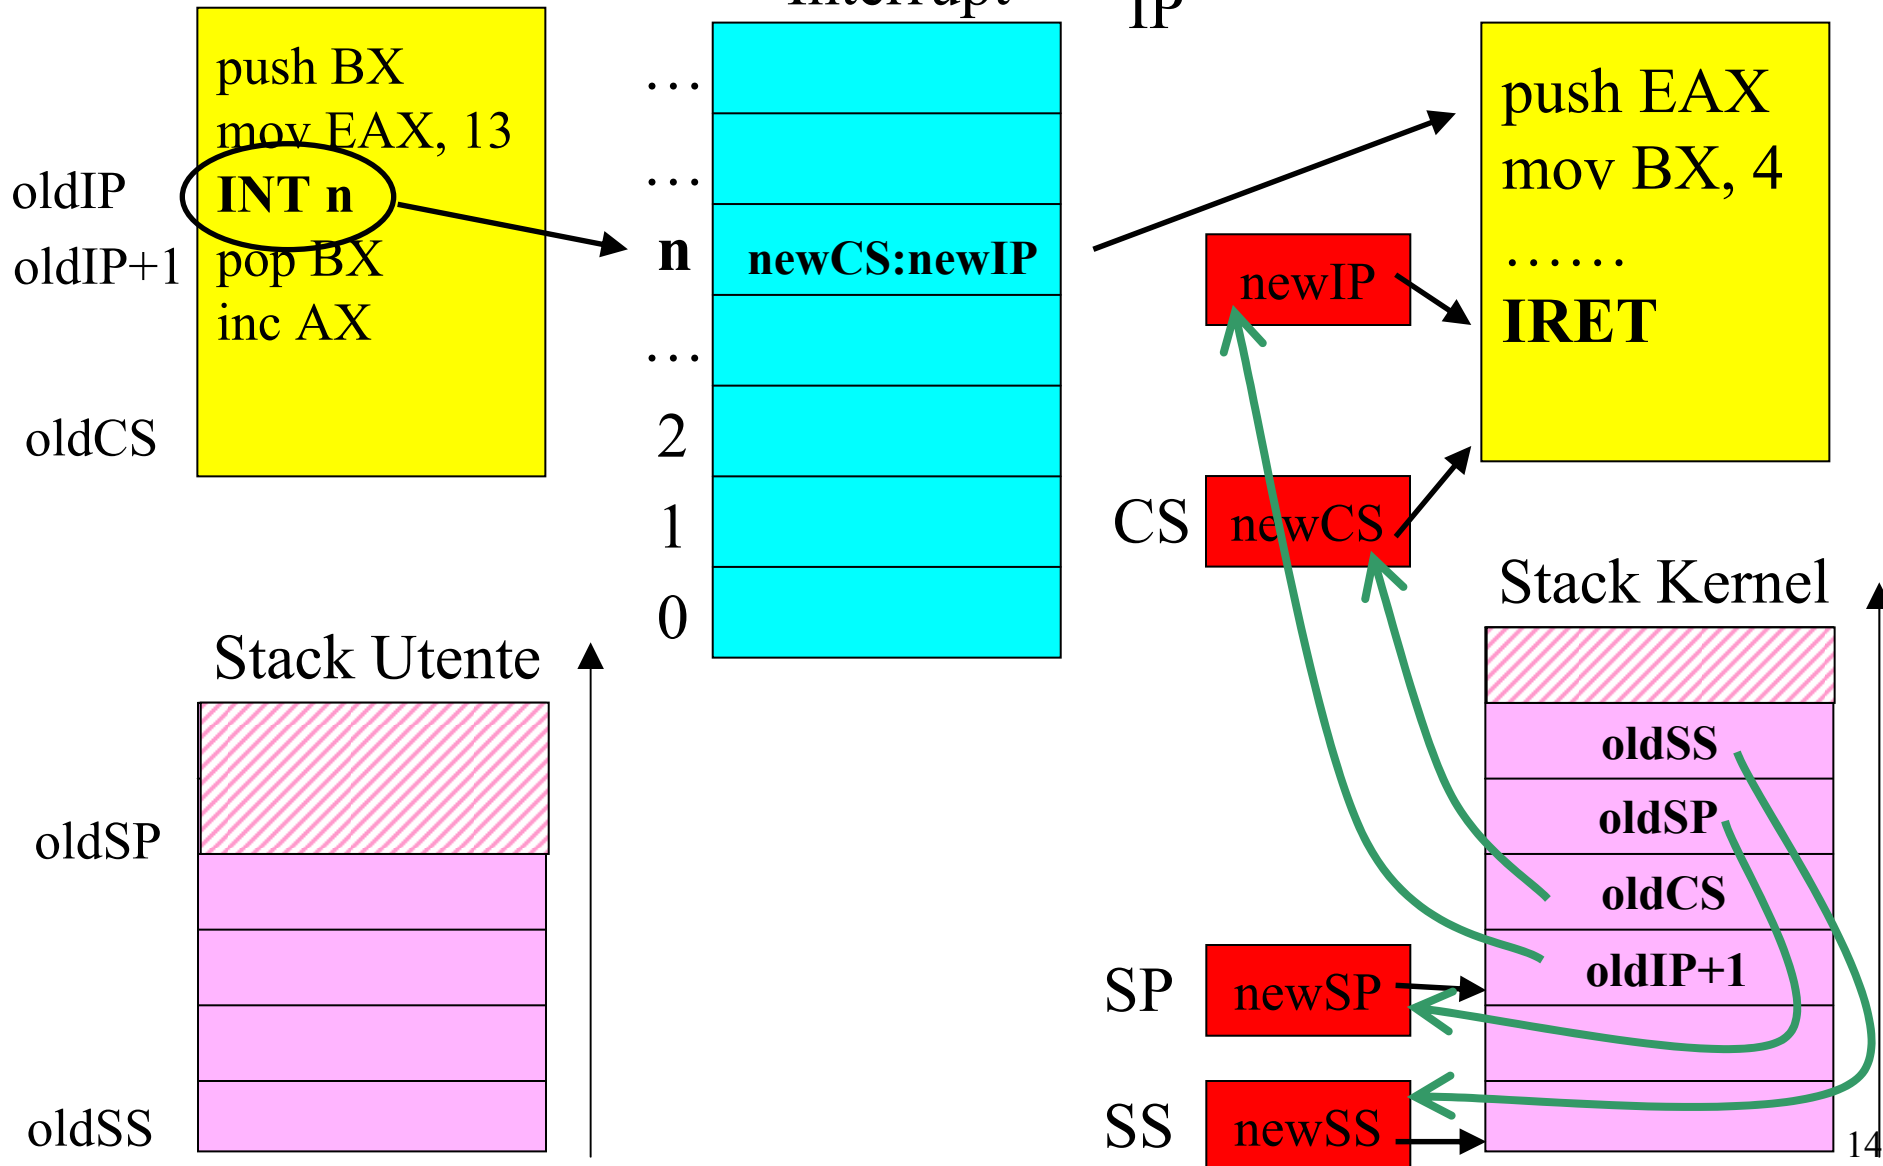 Interrupt
IP
push BX
mov EAX, 13
oldIP
INT n
oldIP+1
pop BX
inc AX
oldCS
…
…
n
newCS:newIP
…
2
1
0
push EAX
mov BX, 4
……
IRET
newIP
CS
newCS
Stack Utente
oldSP
oldSS
Stack Kernel
oldSS
oldSP
oldCS
oldIP+1
SP
newSP
SS
newSS
14